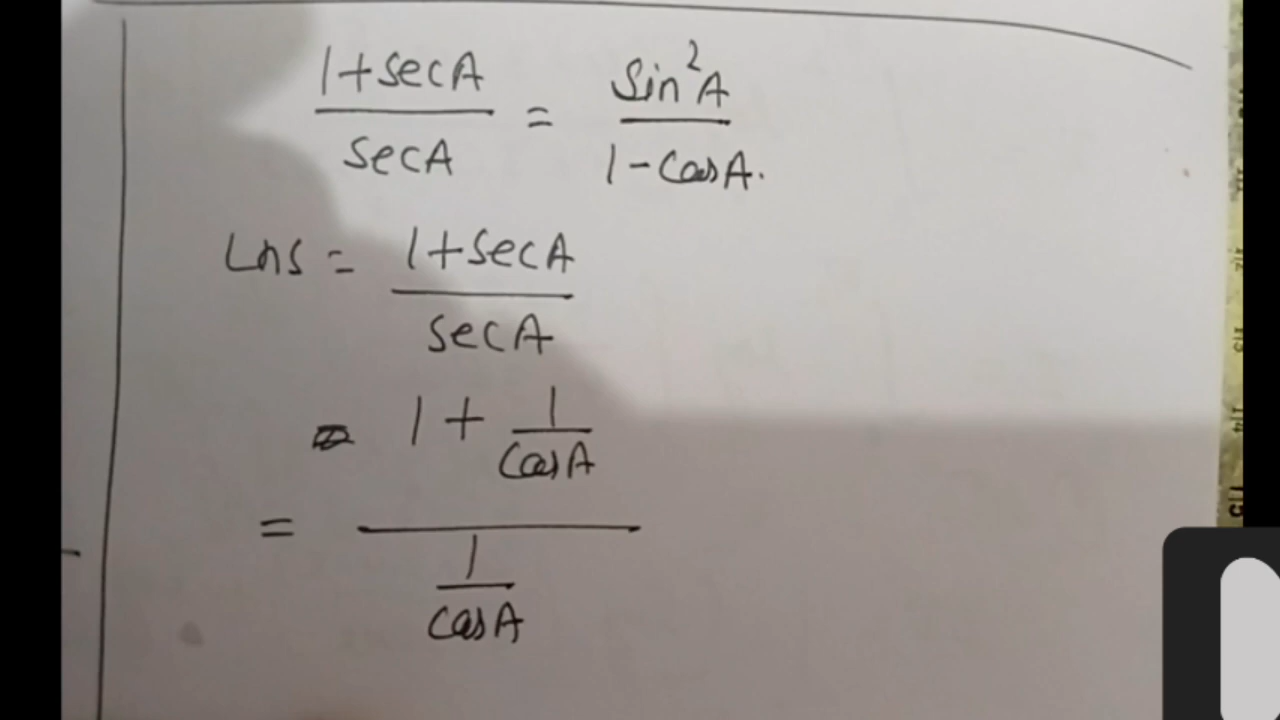 1+secA
secA
=
sin²A
1-cosA.
LHS =
1+secA
secA
1 +
1
cosA
=
1
cosA